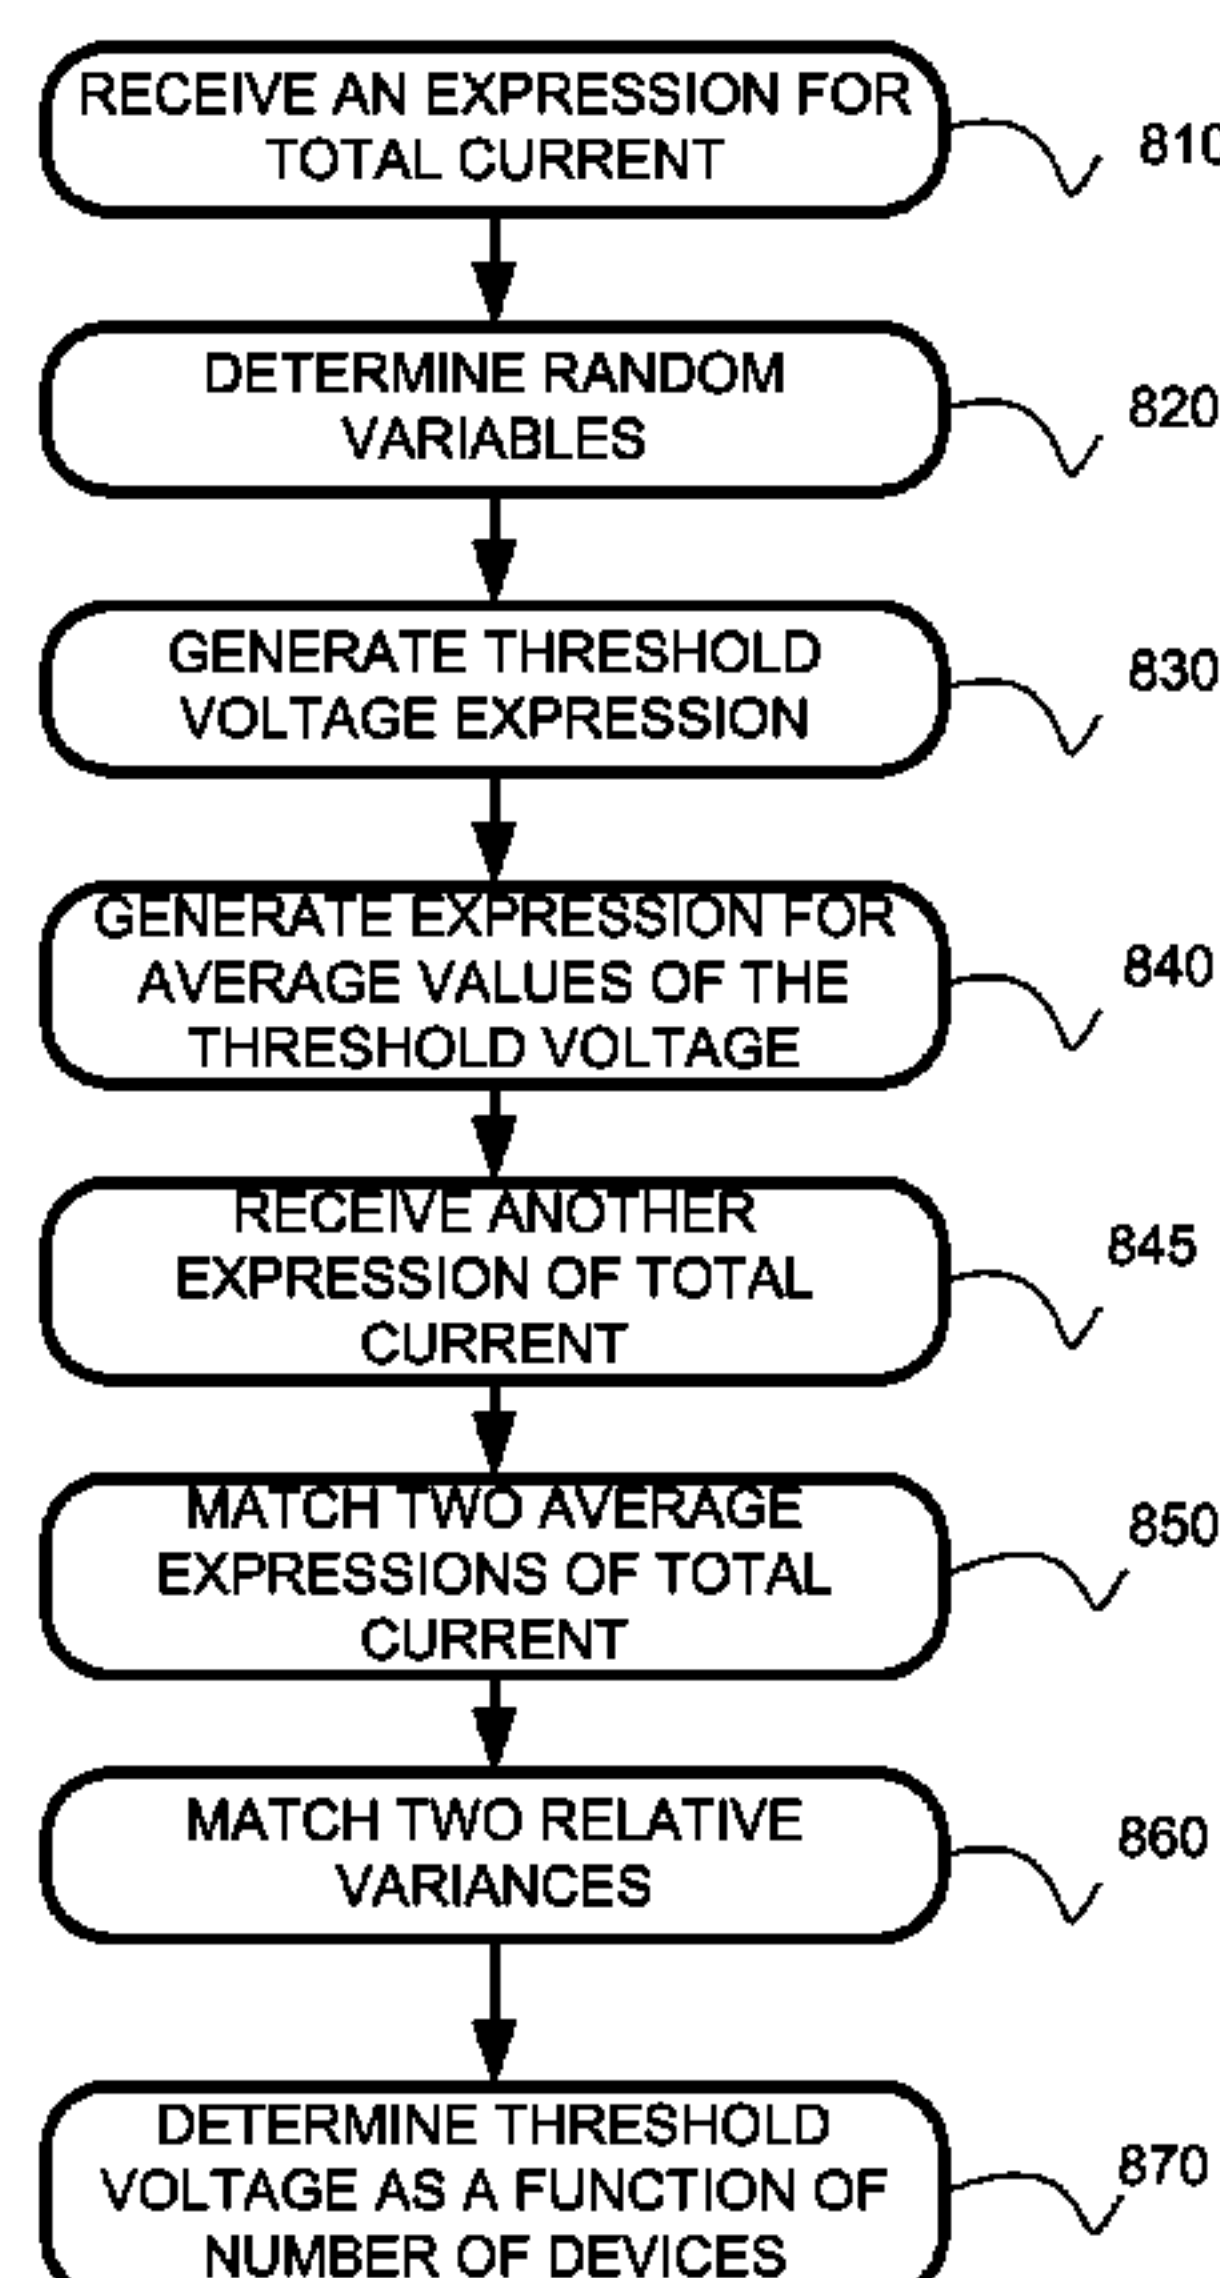 RECEIVE AN EXPRESSION FOR
TOTAL CURRENT
810
DETERMINE RANDOM
VARIABLES
820
GENERATE THRESHOLD
VOLTAGE EXPRESSION
830
GENERATE EXPRESSION FOR
AVERAGE VALUES OF THE
THRESHOLD VOLTAGE
840
RECEIVE ANOTHER
EXPRESSION OF TOTAL
CURRENT
845
MATCH TWO AVERAGE
EXPRESSIONS OF TOTAL
CURRENT
850
MATCH TWO RELATIVE
VARIANCES
860
DETERMINE THRESHOLD
VOLTAGE AS A FUNCTION OF
NUMBER OF DEVICES
870